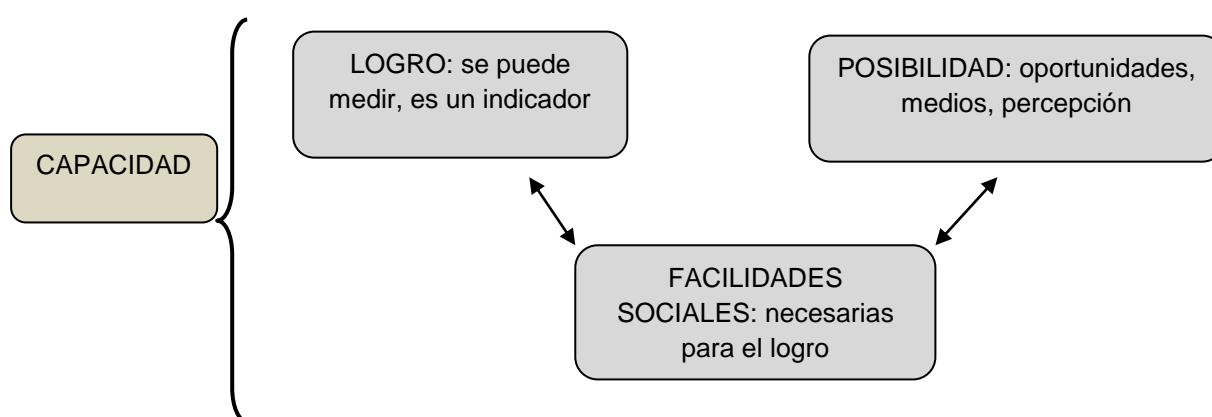 CAPACIDAD
LOGRO: se puede
medir, es un indicador
POSIBILIDAD: oportunidades,
medios, percepción
FACILIDADES
SOCIALES: necesarias
para el logro